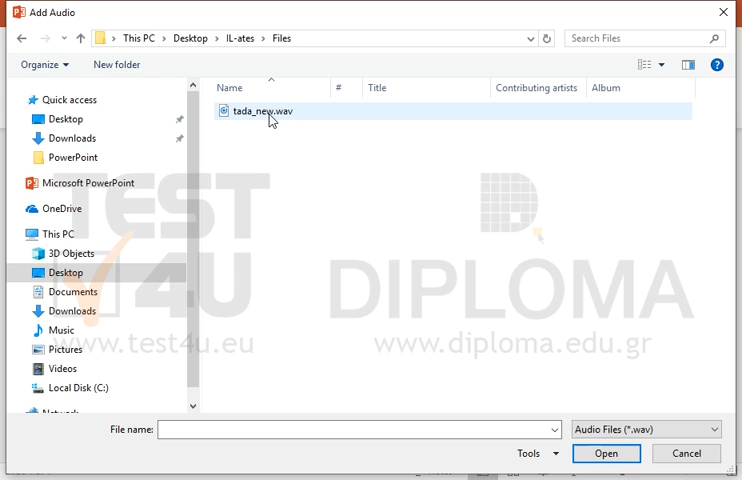 Add Audio
This PC > Desktop > IL-ates > Files
Search Files
Organize
New folder
Name
#
Title
Contributing artists
Album
tada_new.wav
Quick access
Desktop
Downloads
PowerPoint
Microsoft PowerPoint
OneDrive
This PC
3D Objects
Desktop
Documents
Downloads
Music
Pictures
Videos
Local Disk (C:)
Network
TEST
4U
www.test4u.eu
D
DIPLOMA
www.diploma.edu.gr
File name:
Audio Files (*.wav)
Tools
Open
Cancel